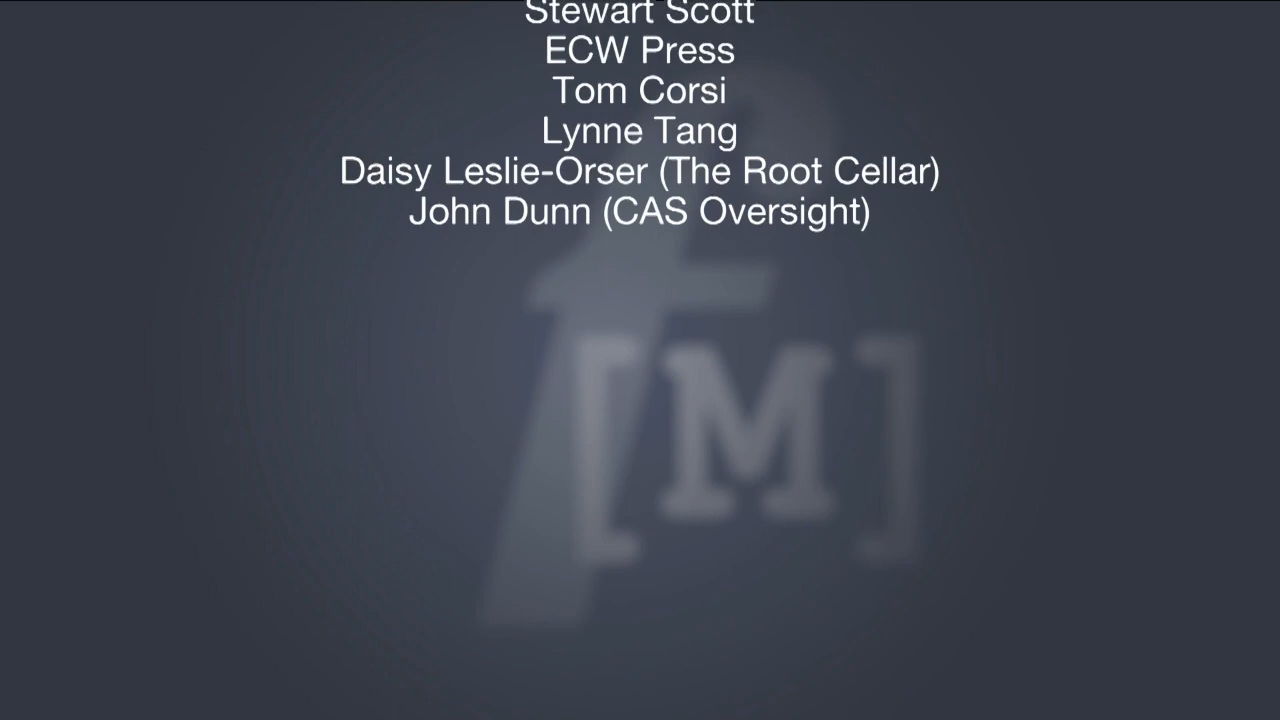 Stewart Scott
ECW Press
Tom Corsi
Lynne Tang
Daisy Leslie-Orser (The Root Cellar)
John Dunn (CAS Oversight)
f
[M]